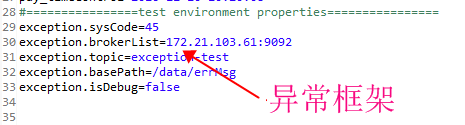 28 #===========test environment properties===============
29 exception.sysCode=45
30 exception.brokerList=172.21.103.61:9092
31 exception.topic=exception-test
32 exception.basePath=/data/errMsg
33 exception.isDebug=false
34
35
异常框架